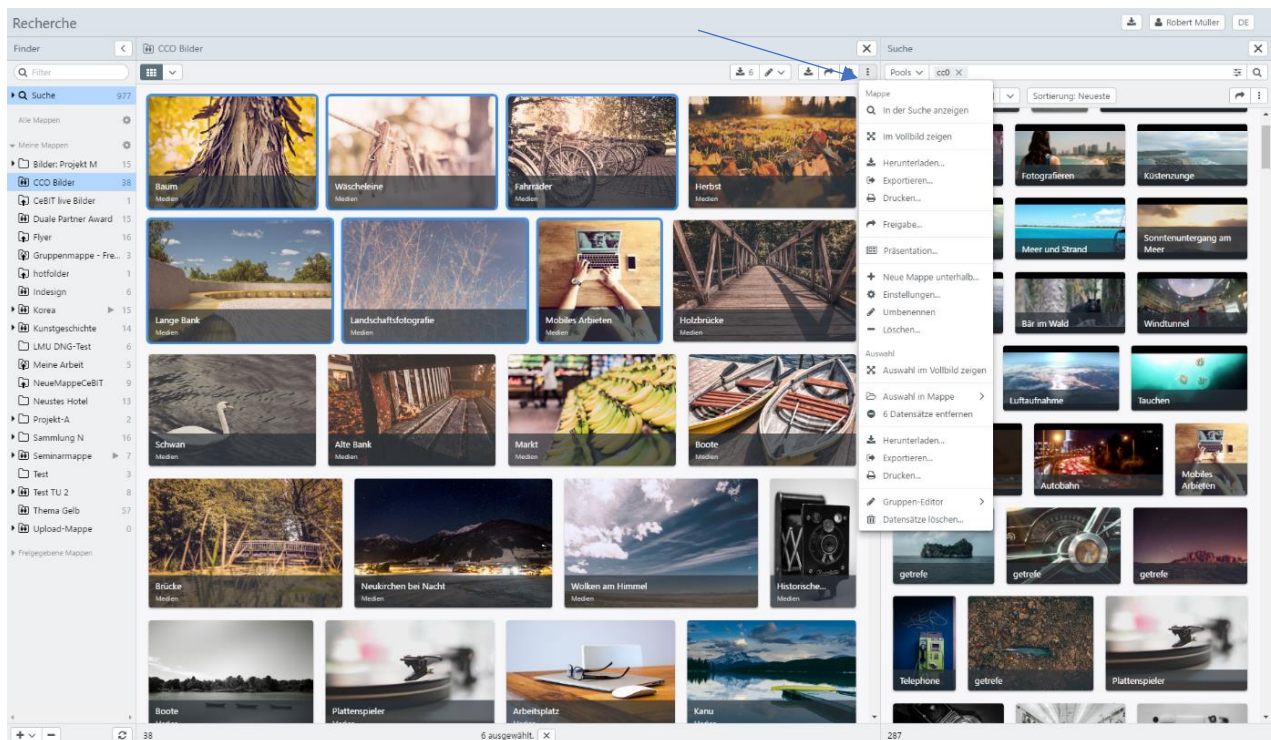 Recherche
Robert Müller
DE
Finder
CCO Bilder
Suche
Filter
6
Pools
cc0
Suche 977
Sortierung: Neueste
Alle Mappen
Meine Mappen
Bilder: Projekt M 15
CCO Bilder 38
CeBIT live Bilder 1
Duale Partner Award 15
Flyer 16
Gruppenmappe - Fre... 3
hotfolder 1
Indesign 6
Korea 15
Kunstgeschichte 14
LMU DNG-Test 6
Meine Arbeit 5
NeueMappeCeBIT 9
Neustes Hotel 13
Projekt-A 2
Sammlung N 16
Seminarmappe 7
Test 3
Test TU 2 8
Thema Gelb 57
Upload-Mappe 0
Freigegebene Mappen
Baum
Medien
Wäscheleine
Medien
Fahrräder
Medien
Herbst
Medien
Lange Bank
Medien
Landschaftsfotografie
Medien
Mobiles Arbieten
Medien
Holzbrücke
Medien
Schwan
Medien
Alte Bank
Medien
Markt
Medien
Boote
Medien
Brücke
Medien
Neukirchen bei Nacht
Medien
Wolken am Himmel
Medien
Historische...
Medien
Boote
Plattenspieler
Arbeitsplatz
Kanu
Mappe
In der Suche anzeigen
Im Vollbild zeigen
Herunterladen...
Exportieren...
Drucken...
Freigabe...
Präsentation...
Neue Mappe unterhalb...
Einstellungen...
Umbenennen
Löschen...
Auswahl
Auswahl im Vollbild zeigen
Auswahl in Mappe
6 Datensätze entfernen
Herunterladen...
Exportieren...
Drucken...
Gruppen-Editor
Datensätze löschen...
Fotografieren
Küstenzunge
Meer und Strand
Sonntenuntergang am
Meer
Bär im Wald
Windtunnel
Luftaufnahme
Tauchen
Autobahn
Mobiles
Arbieten
getrefe
getrefe
getrefe
Telephone
getrefe
Plattenspieler
38
6 ausgewählt.
287